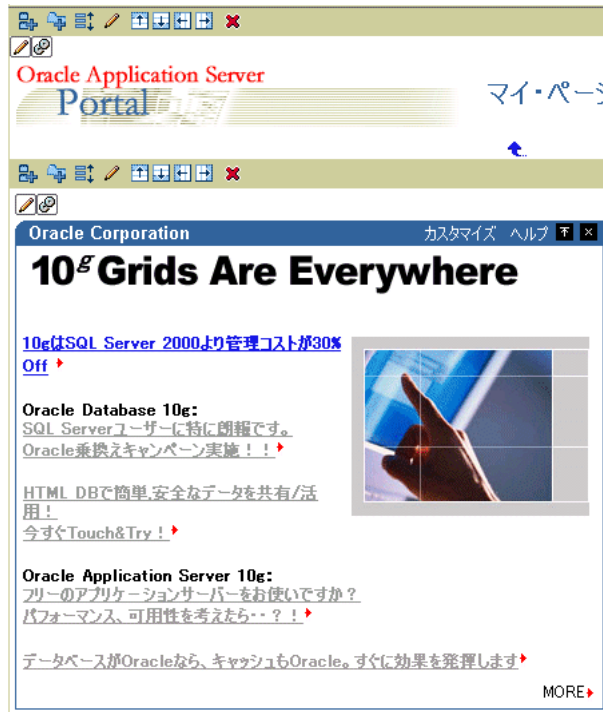 Oracle Application Server
Portal
マイ・ページ
Oracle Corporation カスタマイズ ヘルプ
10g Grids Are Everywhere
10gはSQL Server 2000より管理コストが30%
Off
Oracle Database 10g:
SQL Serverユーザーに特に朗報です。
Oracle乗換えキャンペーン実施！！
HTML DBで簡単,安全なデータを共有/活
用！
今すぐTouch&Try！
Oracle Application Server 10g:
フリーのアプリケーションサーバーをお使いですか？
パフォーマンス、可用性を考えたら・・？！
データベースがOracleなら、キャッシュもOracle。すぐに効果を発揮します
MORE